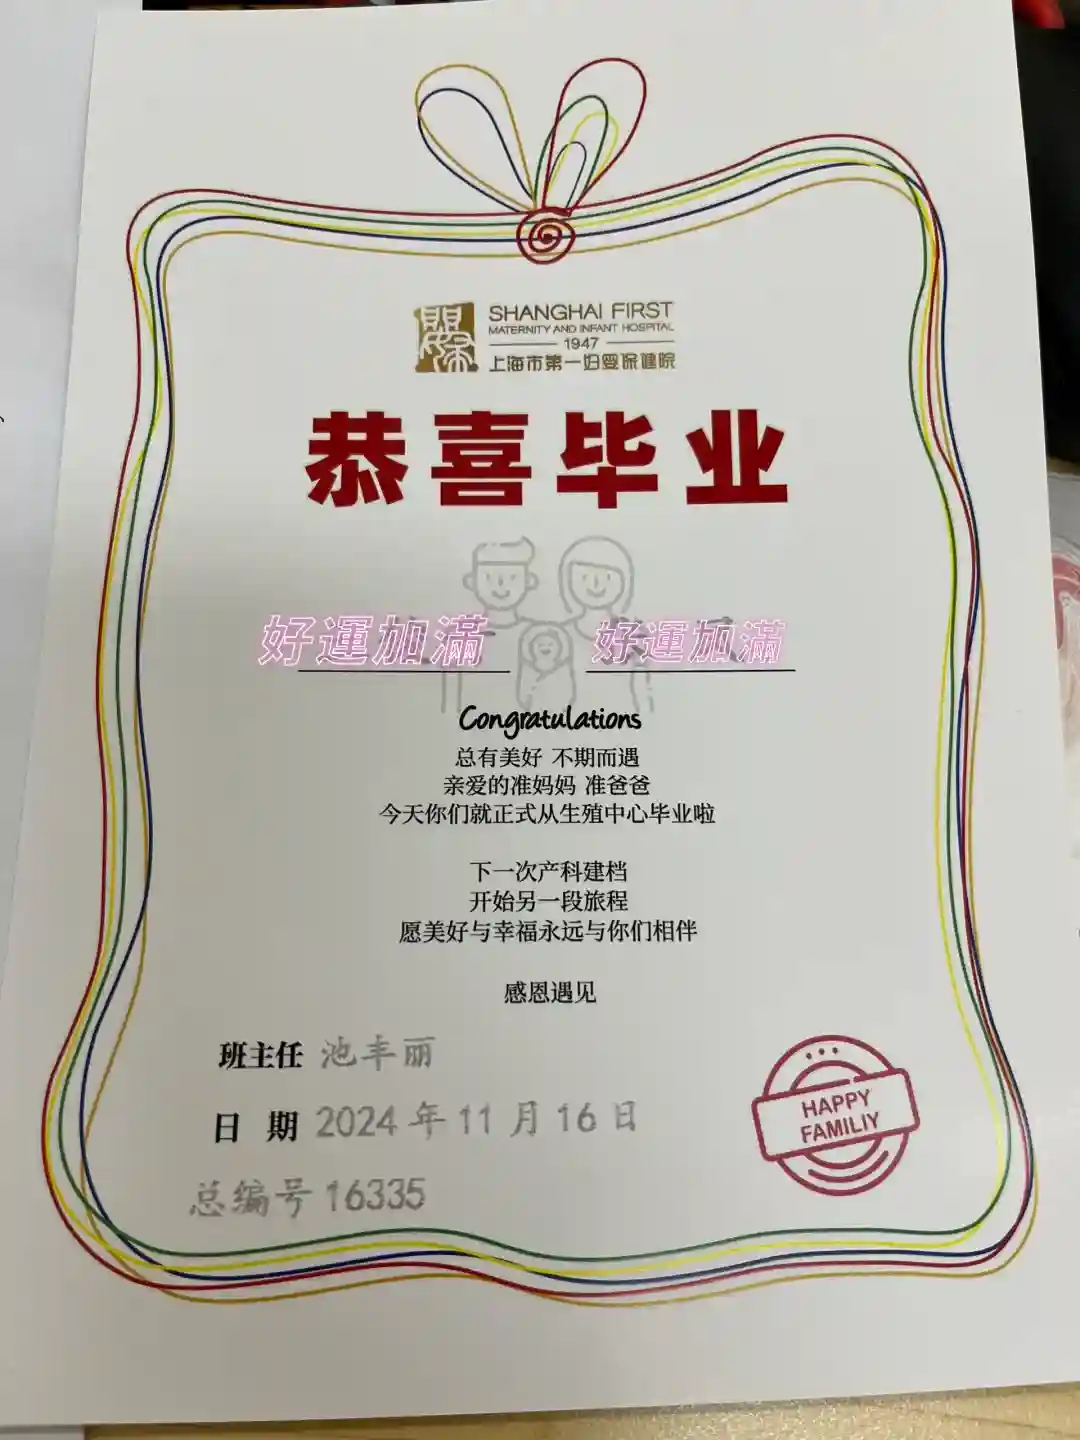 SHANGHAI FIRST
MATERNITY AND INFANT HOSPITAL
1947
上海市第一妇婴保健院
恭喜毕业
好運加滿 好運加滿
Congratulations
总有美好 不期而遇
亲爱的准妈妈 准爸爸
今天你们就正式从生殖中心毕业啦
下一次产科建档
开始另一段旅程
愿美好与幸福永远与你们相伴
感恩遇见
班主任 池丰丽
日 期 2024 年 11 月 16 日
总编号 16335
HAPPY
FAMILIY